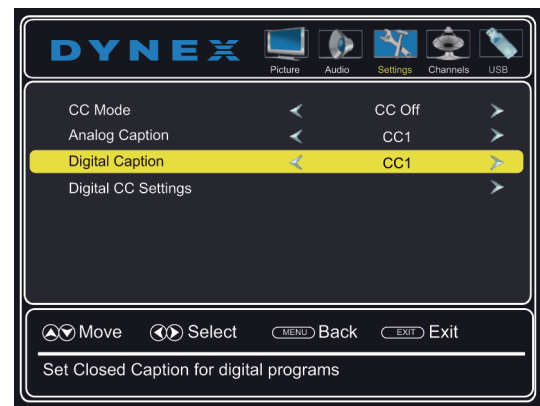 DYNEX
Picture Audio Settings Channels USB
CC Mode CC Off
Analog Caption CC1
Digital Caption CC1
Digital CC Settings
Move Select MENU Back EXIT Exit
Set Closed Caption for digital programs